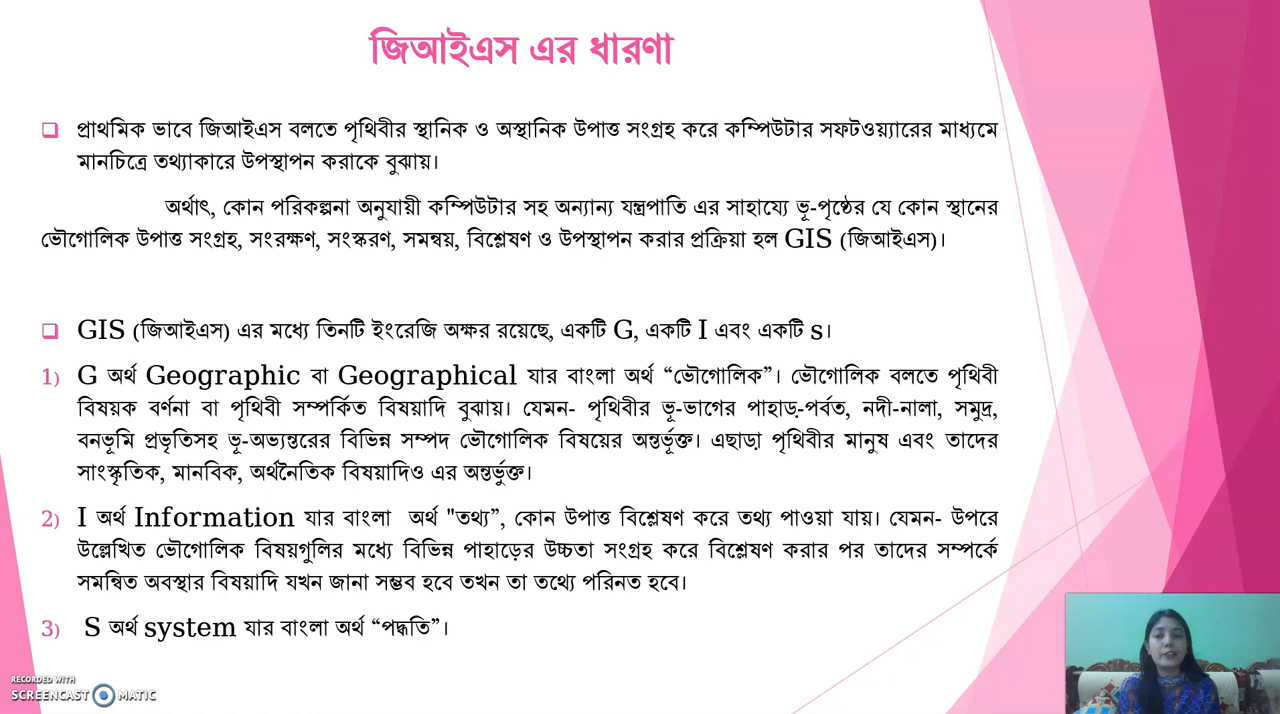 জিআইএস এর ধারণা
❑ প্রাথমিক ভাবে জিআইএস বলতে পৃথিবীর স্থানিক ও অস্থানিক উপাত্ত সংগ্রহ করে কম্পিউটার সফটওয়্যারের মাধ্যমে
মানচিত্রে তথ্যাকারে উপস্থাপন করাকে বুঝায়।
অর্থাৎ, কোন পরিকল্পনা অনুযায়ী কম্পিউটার সহ অন্যান্য যন্ত্রপাতি এর সাহায্যে ভূ-পৃষ্ঠের যে কোন স্থানের
ভৌগোলিক উপাত্ত সংগ্রহ, সংরক্ষণ, সংস্করণ, সমন্বয়, বিশ্লেষণ ও উপস্থাপন করার প্রক্রিয়া হল GIS (জিআইএস)।
❑ GIS (জিআইএস) এর মধ্যে তিনটি ইংরেজি অক্ষর রয়েছে, একটি G, একটি I এবং একটি s।
1) G অর্থ Geographic বা Geographical যার বাংলা অর্থ “ভৌগোলিক”। ভৌগোলিক বলতে পৃথিবী
বিষয়ক বর্ণনা বা পৃথিবী সম্পর্কিত বিষয়াদি বুঝায়। যেমন- পৃথিবীর ভূ-ভাগের পাহাড়-পর্বত, নদী-নালা, সমুদ্র,
বনভূমি প্রভৃতিসহ ভূ-অভ্যন্তরের বিভিন্ন সম্পদ ভৌগোলিক বিষয়ের অন্তর্ভূক্ত। এছাড়া পৃথিবীর মানুষ এবং তাদের
সাংস্কৃতিক, মানবিক, অর্থনৈতিক বিষয়াদিও এর অন্তর্ভুক্ত।
2) I অর্থ Information যার বাংলা অর্থ "তথ্য”, কোন উপাত্ত বিশ্লেষণ করে তথ্য পাওয়া যায়। যেমন- উপরে
উল্লেখিত ভৌগোলিক বিষয়গুলির মধ্যে বিভিন্ন পাহাড়ের উচ্চতা সংগ্রহ করে বিশ্লেষণ করার পর তাদের সম্পর্কে
সমন্বিত অবস্থার বিষয়াদি যখন জানা সম্ভব হবে তখন তা তথ্যে পরিনত হবে।
3) S অর্থ system যার বাংলা অর্থ “পদ্ধতি”।
RECORDED WITH
SCREENCAST MATIC